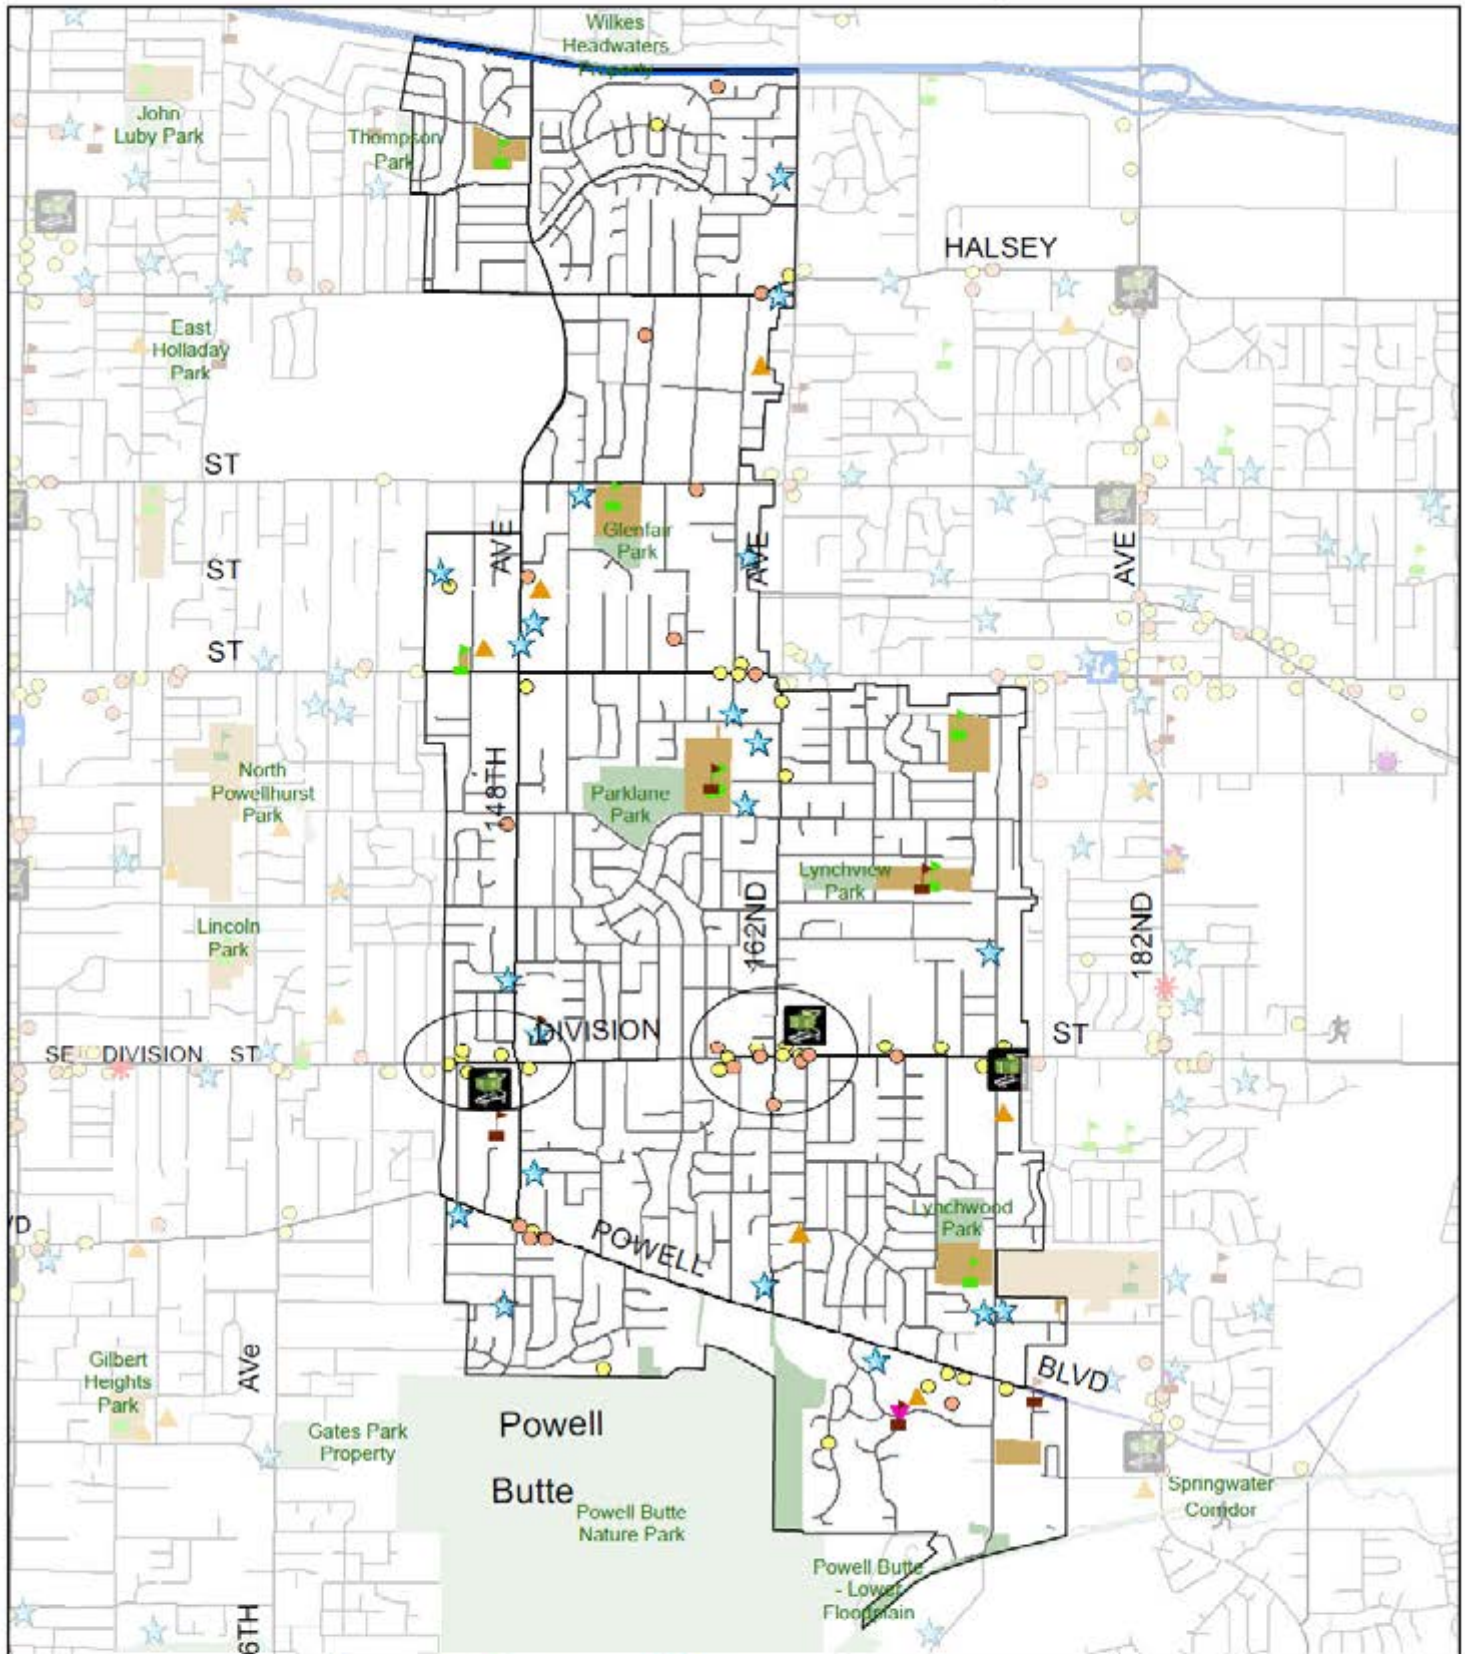 Wilkes
Headwaters
Property
John
Luby Park
Thompson
Park
HALSEY
East
Holladay
Park
ST
Glenfair
Park
AVE
AVE
AVE
ST
ST
North
Powellhurst
Park
148TH
Parklane
Park
Lynchview
Park
Lincoln
Park
162ND
182ND
DIVISION
ST
SE DIVISION ST
Lynchwood
Park
VD
POWELL
BLVD
Gilbert
Heights
Park
AVe
Gates Park
Property
Powell
Butte
Powell Butte
Nature Park
Springwater
Corridor
Powell Butte
- Lower
Floodplain
6TH